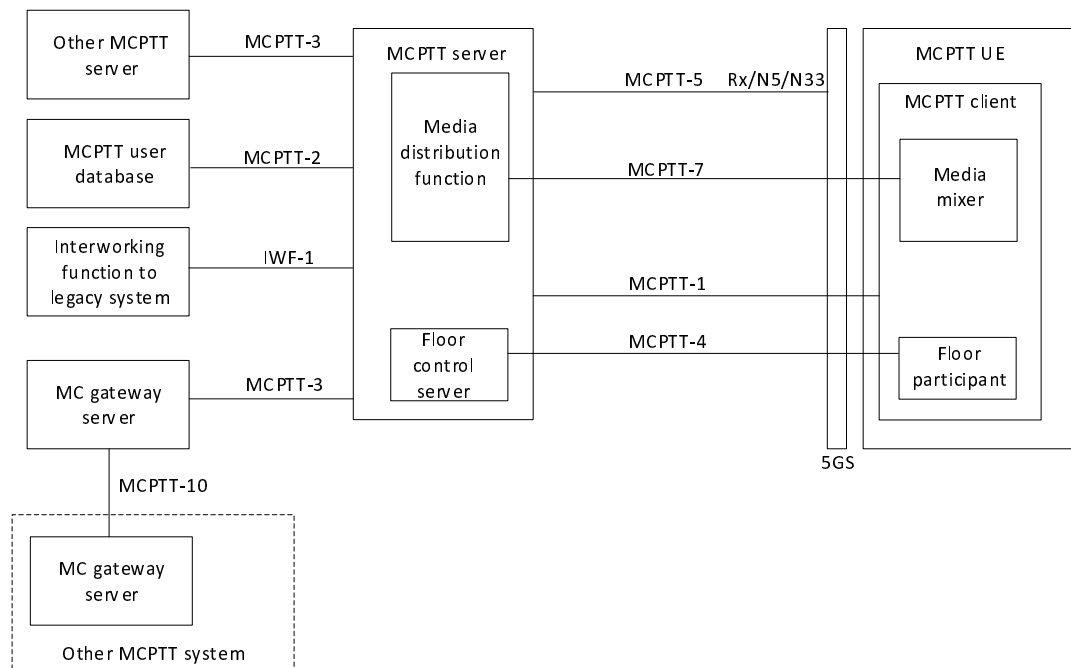 Other MCPTT
server
MCPTT-3
MCPTT server
MCPTT UE
MCPTT-5
Rx/N5/N33
MCPTT client
Media
distribution
function
MCPTT user
database
MCPTT-2
MCPTT-7
Media
mixer
Interworking
function to
legacy system
IWF-1
MCPTT-1
Floor
control
server
MCPTT-4
Floor
participant
MC gateway
server
MCPTT-3
5GS
MCPTT-10
MC gateway
server
Other MCPTT system